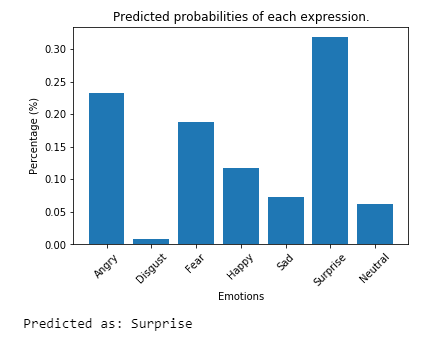 Predicted probabilities of each expression.
0.30
0.25
0.20
0.15
0.10
0.05
0.00
Percentage (%)
Angry
Disgust
Fear
Happy
Sad
Surprise
Neutral
Emotions
Predicted as: Surprise